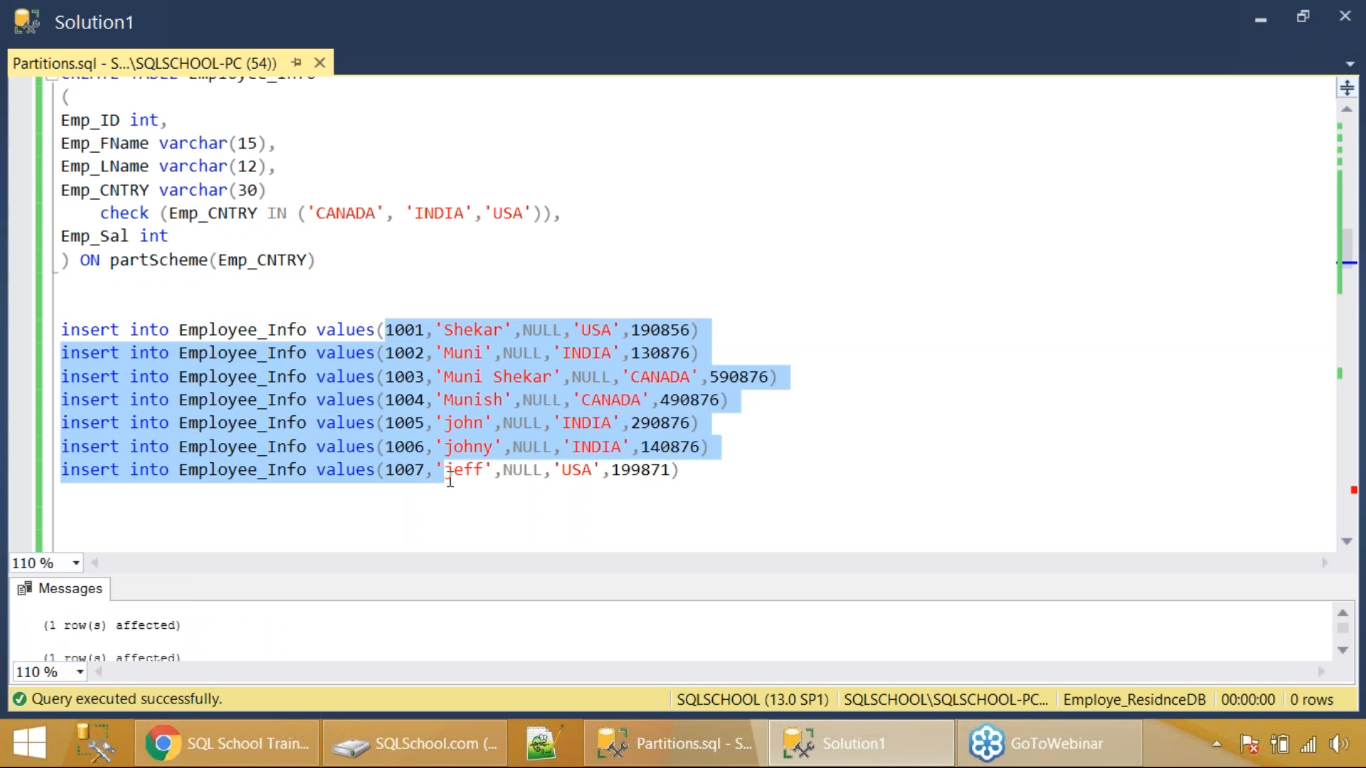 Solution1
Partitions.sql - S...\SQLSCHOOL-PC (54))
CREATE TABLE Employee_Info
(
Emp_ID int,
Emp_FName varchar(15),
Emp_LName varchar(12),
Emp_CNTRY varchar(30)
check (Emp_CNTRY IN ('CANADA', 'INDIA','USA')),
Emp_Sal int
) ON partScheme(Emp_CNTRY)
insert into Employee_Info values(1001,'Shekar',NULL,'USA',190856)
insert into Employee_Info values(1002,'Muni',NULL,'INDIA',130876)
insert into Employee_Info values(1003,'Muni Shekar',NULL,'CANADA',590876)
insert into Employee_Info values(1004,'Munish',NULL,'CANADA',490876)
insert into Employee_Info values(1005,'john',NULL,'INDIA',290876)
insert into Employee_Info values(1006,'johny',NULL,'INDIA',140876)
insert into Employee_Info values(1007,'jeff',NULL,'USA',199871)
110 %
Messages
(1 row(s) affected)
(1 row(s) affected)
110 %
Query executed successfully. SQLSCHOOL (13.0 SP1) SQLSCHOOL\SQLSCHOOL-PC... Employe_ResidnceDB 00:00:00 0 rows
SQL School Train... SQLSchool.com (... Partitions.sql - S... Solution1 GoToWebinar